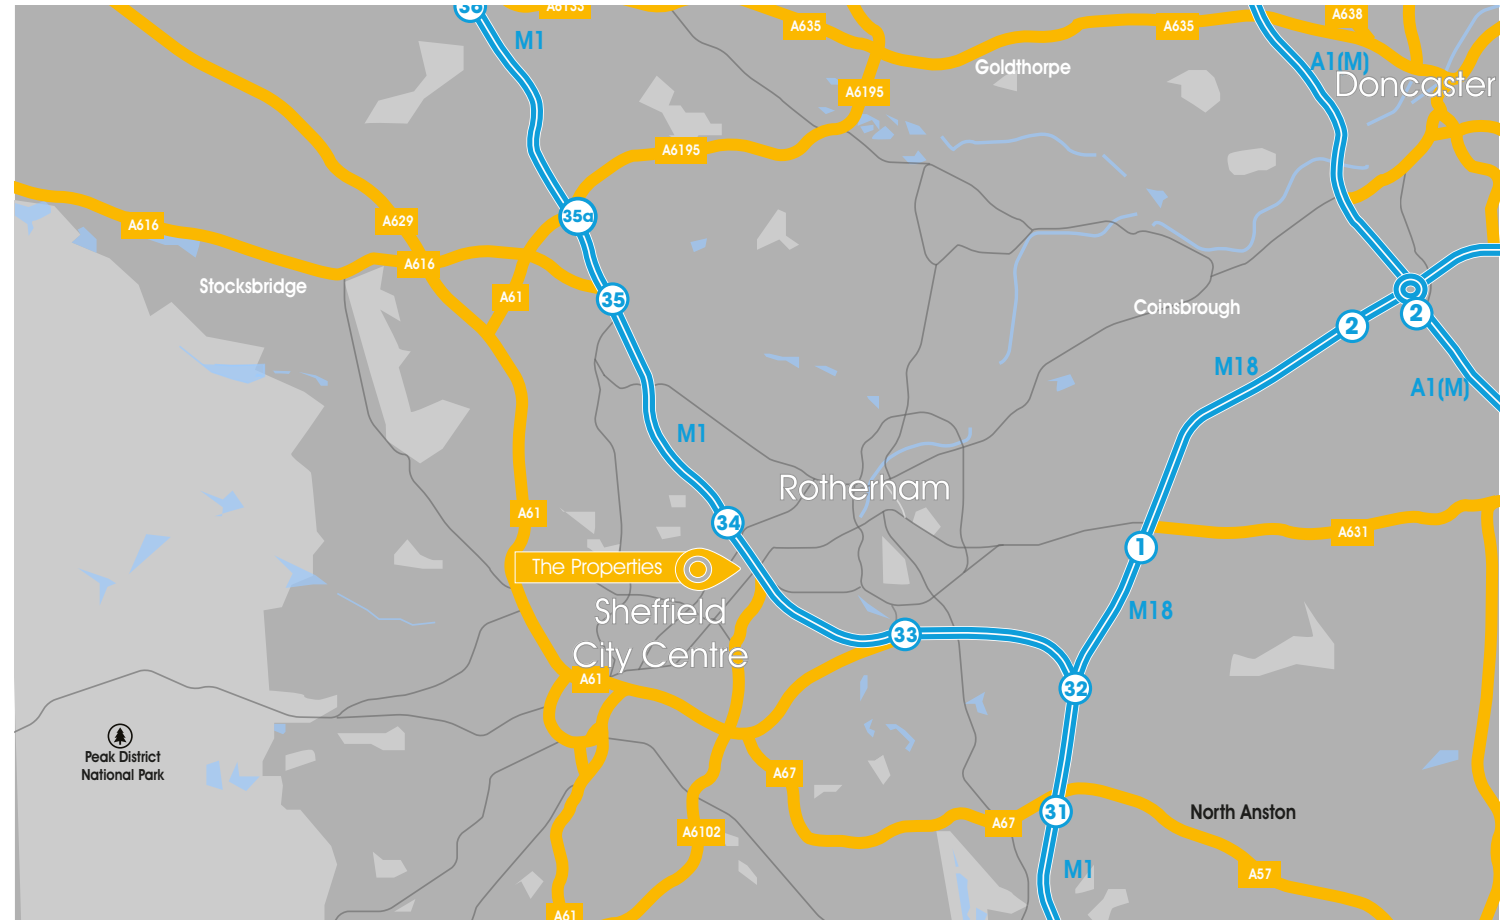 36
A6133
A635
A635
A638
M1
A1(M)
Goldthorpe
Doncaster
A6195
A6195
35a
A616
A629
A616
Stocksbridge
A61
35
Coinsbrough
2
2
M18
A1(M)
M1
Rotherham
A61
34
A631
1
The Properties
Sheffield
City Centre
M18
33
A61
32
Peak District
National Park
A67
31
North Anston
A6102
A67
M1
A57
A61